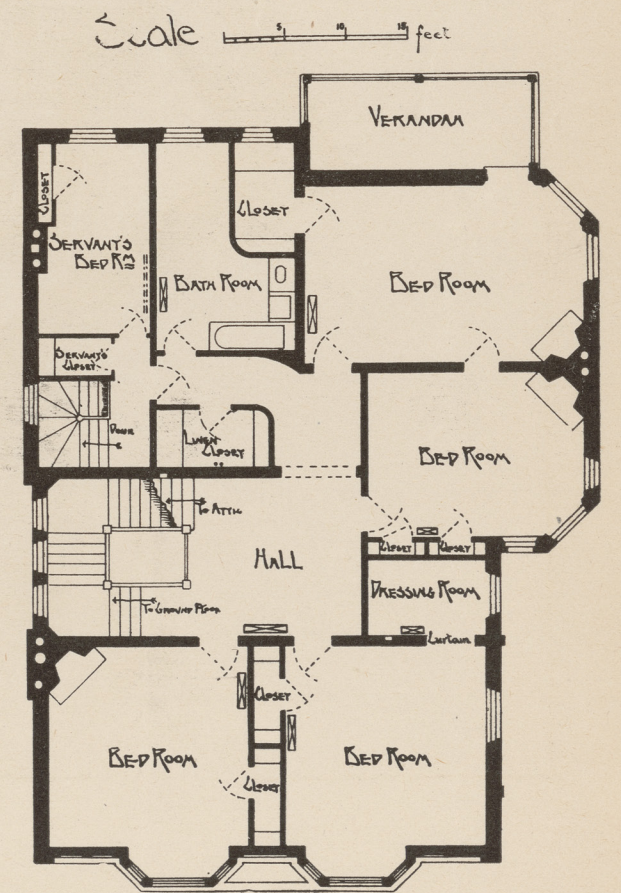 Scale 5 10 15 feet
VERANDAH
CLOSET
SERVANT'S
BED RM
CLOSET
BATH ROOM
BED ROOM
SERVANT'S
CLOSET
DOWN
LINEN
CLOSET
BED ROOM
TO ATTIC
HALL
CLOSET CLOSET
DRESSING ROOM
TO GROUND FLOOR
Curtain
CLOSET
BED ROOM
BED ROOM
CLOSET